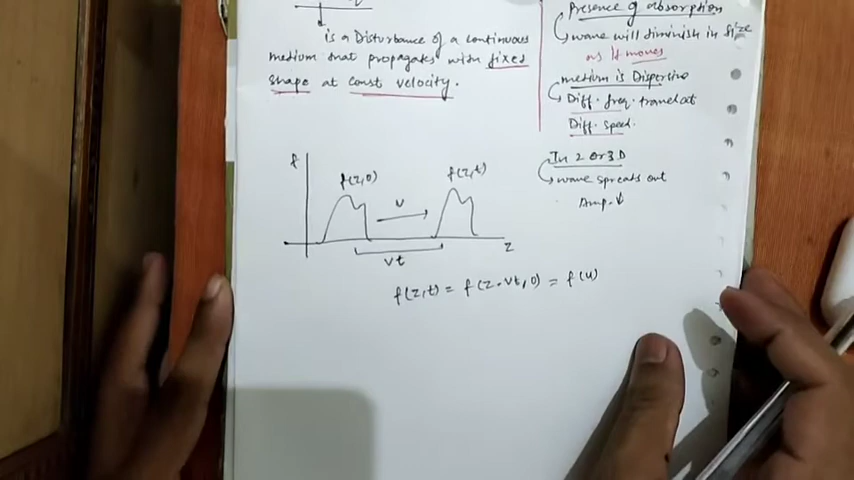 is a Disturbance of a continuous
medium that propagates with fixed
shape at const velocity.
Presence of absorption
wave will diminish in size
as it moves
medium is Dispersive
Diff. freq. travel at
Diff. speed.
In 2 or 3D
wave spreads out
Amp. ↓
f
f(z,0)
f(z,t)
v
z
vt
f(z,t) = f(z-vt,0) = f(u)